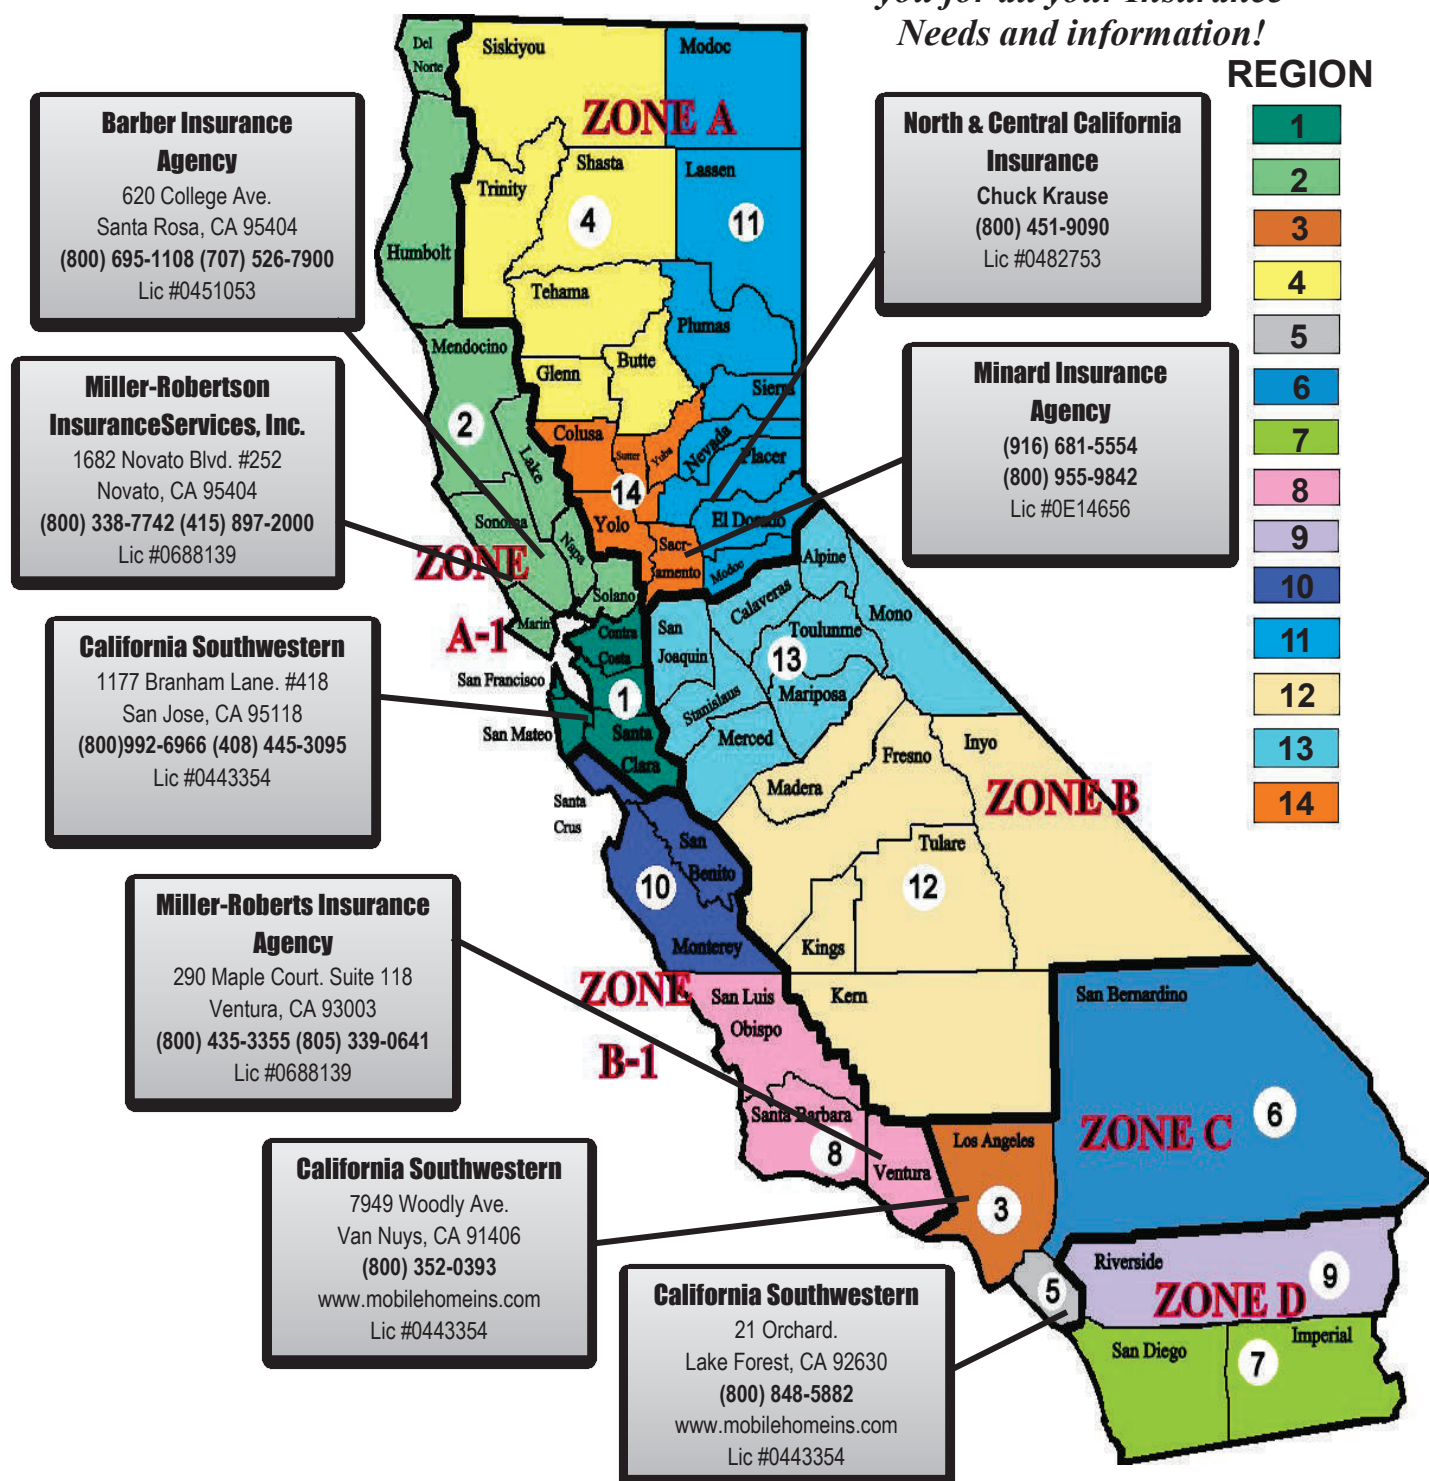 you for all your Insurance
Needs and information!
REGION
1
2
3
4
5
6
7
8
9
10
11
12
13
14
Barber Insurance
Agency
620 College Ave.
Santa Rosa, CA 95404
(800) 695-1108 (707) 526-7900
Lic #0451053
Miller-Robertson
InsuranceServices, Inc.
1682 Novato Blvd. #252
Novato, CA 95404
(800) 338-7742 (415) 897-2000
Lic #0688139
California Southwestern
1177 Branham Lane. #418
San Jose, CA 95118
(800)992-6966 (408) 445-3095
Lic #0443354
Miller-Roberts Insurance
Agency
290 Maple Court. Suite 118
Ventura, CA 93003
(800) 435-3355 (805) 339-0641
Lic #0688139
California Southwestern
7949 Woodly Ave.
Van Nuys, CA 91406
(800) 352-0393
www.mobilehomeins.com
Lic #0443354
California Southwestern
21 Orchard.
Lake Forest, CA 92630
(800) 848-5882
www.mobilehomeins.com
Lic #0443354
North & Central California
Insurance
Chuck Krause
(800) 451-9090
Lic #0482753
Minard Insurance
Agency
(916) 681-5554
(800) 955-9842
Lic #0E14656
Del
Norte
Siskiyou
Modoc
ZONE A
Trinity
Shasta
Lassen
4
11
Humbolt
Tehama
Plumas
Mendocino
Glenn
Butte
Sierra
2
Lake
Colusa
Sutter
Yuba
Nevada
Placer
14
Sonoma
Napa
Yolo
El Dorado
Sacr-
amento
Modoc
ZONE
A-1
Marin
Solano
Alpine
Calaveras
Mono
Contra
Costa
San
Joaquin
Toulunme
13
San Francisco
1
Stanislaus
Mariposa
San Mateo
Santa
Clara
Merced
Fresno
Inyo
Madera
ZONE B
Santa
Crus
San
Benito
Tulare
10
12
Monterey
Kings
ZONE
B-1
San Luis
Obispo
Kern
San Bernardino
Santa Barbara
8
Ventura
Los Angeles
ZONE C
6
3
5
Riverside
ZONE D
9
San Diego
Imperial
7